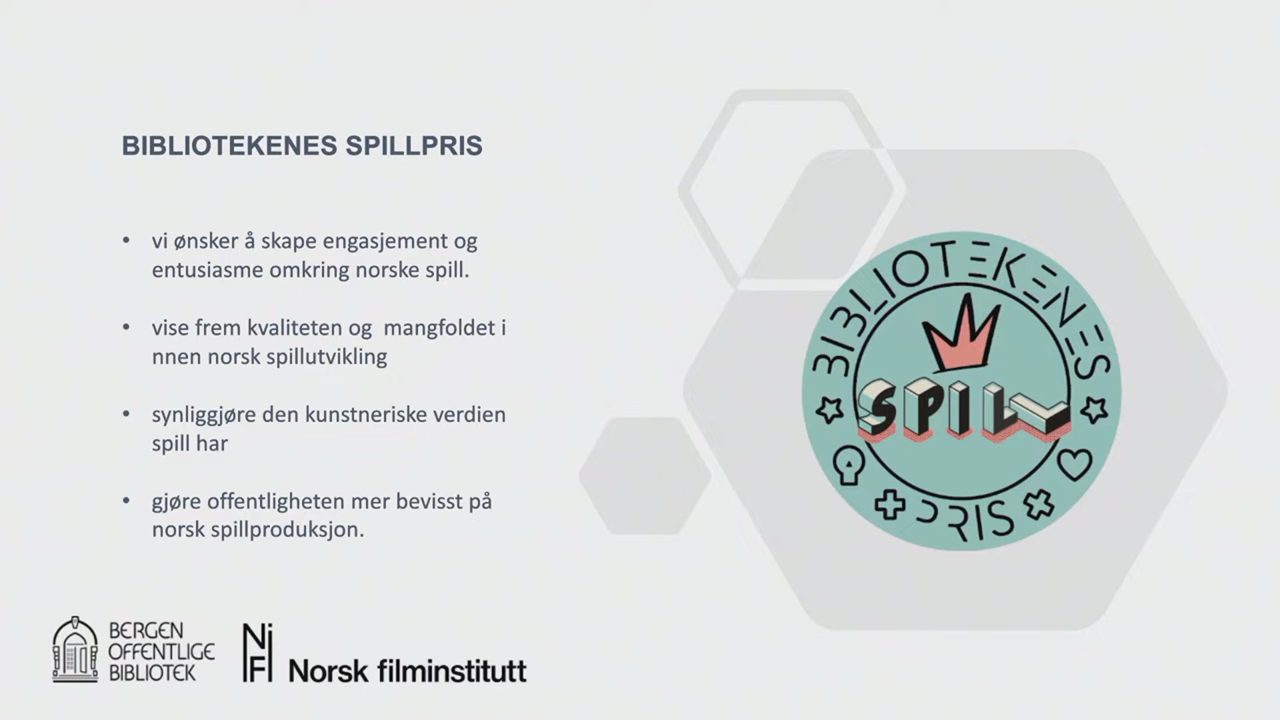 BIBLIOTEKENES SPILLPRIS
• vi ønsker å skape engasjement og
entusiasme omkring norske spill.
• vise frem kvaliteten og  mangfoldet i
nnen norsk spillutvikling
• synliggjøre den kunstneriske verdien
spill har
• gjøre offentligheten mer bevisst på
norsk spillproduksjon.
BIBLIOTEKENES
SPILL
PRIS
BERGEN
OFFENTLIGE
BIBLIOTEK
NiFI
Norsk filminstitutt